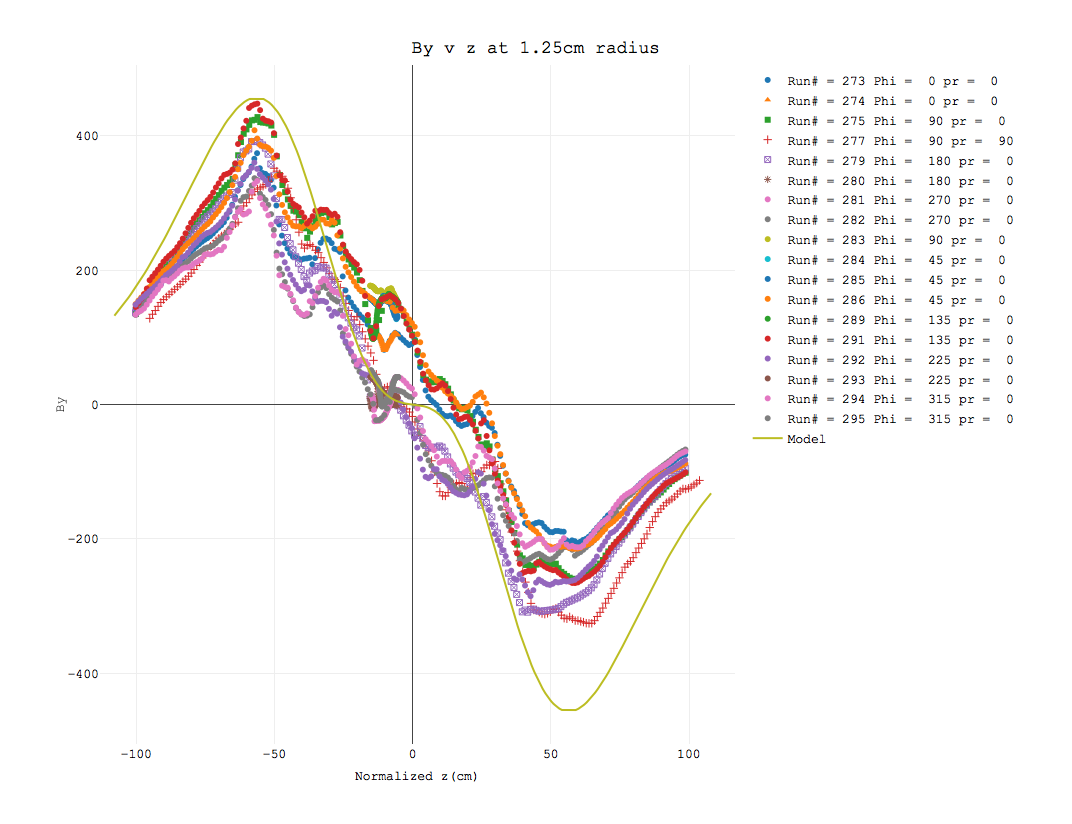 By v z at 1.25cm radius
Run# = 273 Phi = 0 pr = 0
Run# = 274 Phi = 0 pr = 0
Run# = 275 Phi = 90 pr = 0
Run# = 277 Phi = 90 pr = 90
Run# = 279 Phi = 180 pr = 0
Run# = 280 Phi = 180 pr = 0
Run# = 281 Phi = 270 pr = 0
Run# = 282 Phi = 270 pr = 0
Run# = 283 Phi = 90 pr = 0
Run# = 284 Phi = 45 pr = 0
Run# = 285 Phi = 45 pr = 0
Run# = 286 Phi = 45 pr = 0
Run# = 289 Phi = 135 pr = 0
Run# = 291 Phi = 135 pr = 0
Run# = 292 Phi = 225 pr = 0
Run# = 293 Phi = 225 pr = 0
Run# = 294 Phi = 315 pr = 0
Run# = 295 Phi = 315 pr = 0
Model
400
200
0
−200
−400
By
−100
−50
0
50
100
Normalized z(cm)